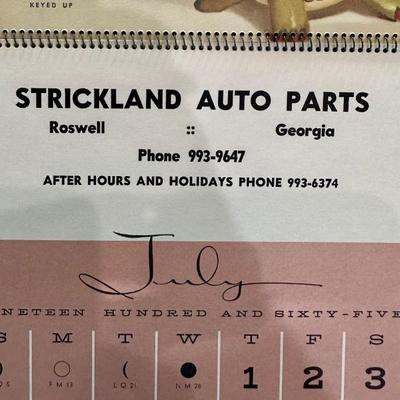 KEYED UP
STRICKLAND AUTO PARTS
Roswell :: Georgia
Phone 993-9647
AFTER HOURS AND HOLIDAYS PHONE 993-6374
July
NINETEEN HUNDRED AND SIXTY-FIVE
S M T W T F S
FM 13 LQ 21 NM 28 1 2 3